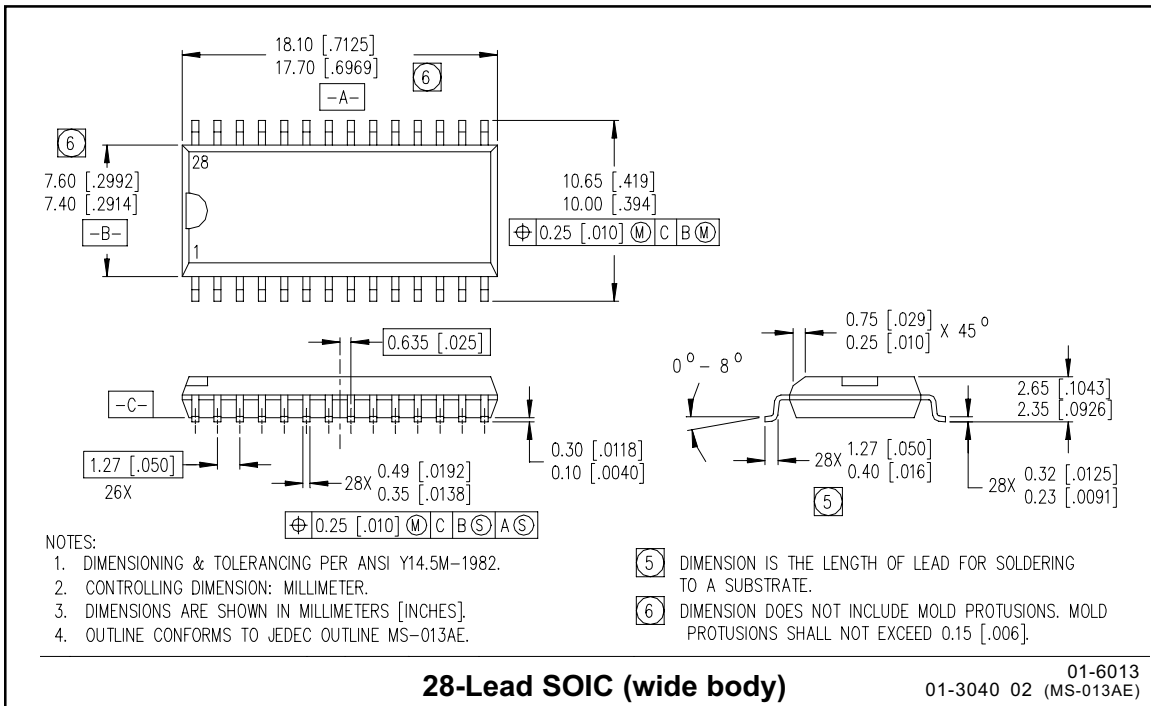 18.10 [.7125]
17.70 [.6969]
6
-A-
6
7.60 [.2992]
7.40 [.2914]
-B-
28
1
10.65 [.419]
10.00 [.394]
⌖ 0.25 [.010] Ⓜ C B Ⓜ
0.635 [.025]
-C-
1.27 [.050]
26X
28X 0.49 [.0192]
0.35 [.0138]
⌖ 0.25 [.010] Ⓜ C B Ⓢ A Ⓢ
0.30 [.0118]
0.10 [.0040]
0.75 [.029]
0.25 [.010] X 45°
0° – 8°
2.65 [.1043]
2.35 [.0926]
28X 1.27 [.050]
0.40 [.016]
5
28X 0.32 [.0125]
0.23 [.0091]
NOTES:
1. DIMENSIONING & TOLERANCING PER ANSI Y14.5M–1982.
2. CONTROLLING DIMENSION: MILLIMETER.
3. DIMENSIONS ARE SHOWN IN MILLIMETERS [INCHES].
4. OUTLINE CONFORMS TO JEDEC OUTLINE MS–013AE.
5 DIMENSION IS THE LENGTH OF LEAD FOR SOLDERING
TO A SUBSTRATE.
6 DIMENSION DOES NOT INCLUDE MOLD PROTUSIONS. MOLD
PROTUSIONS SHALL NOT EXCEED 0.15 [.006].
28-Lead SOIC (wide body)
01-6013
01-3040 02 (MS-013AE)